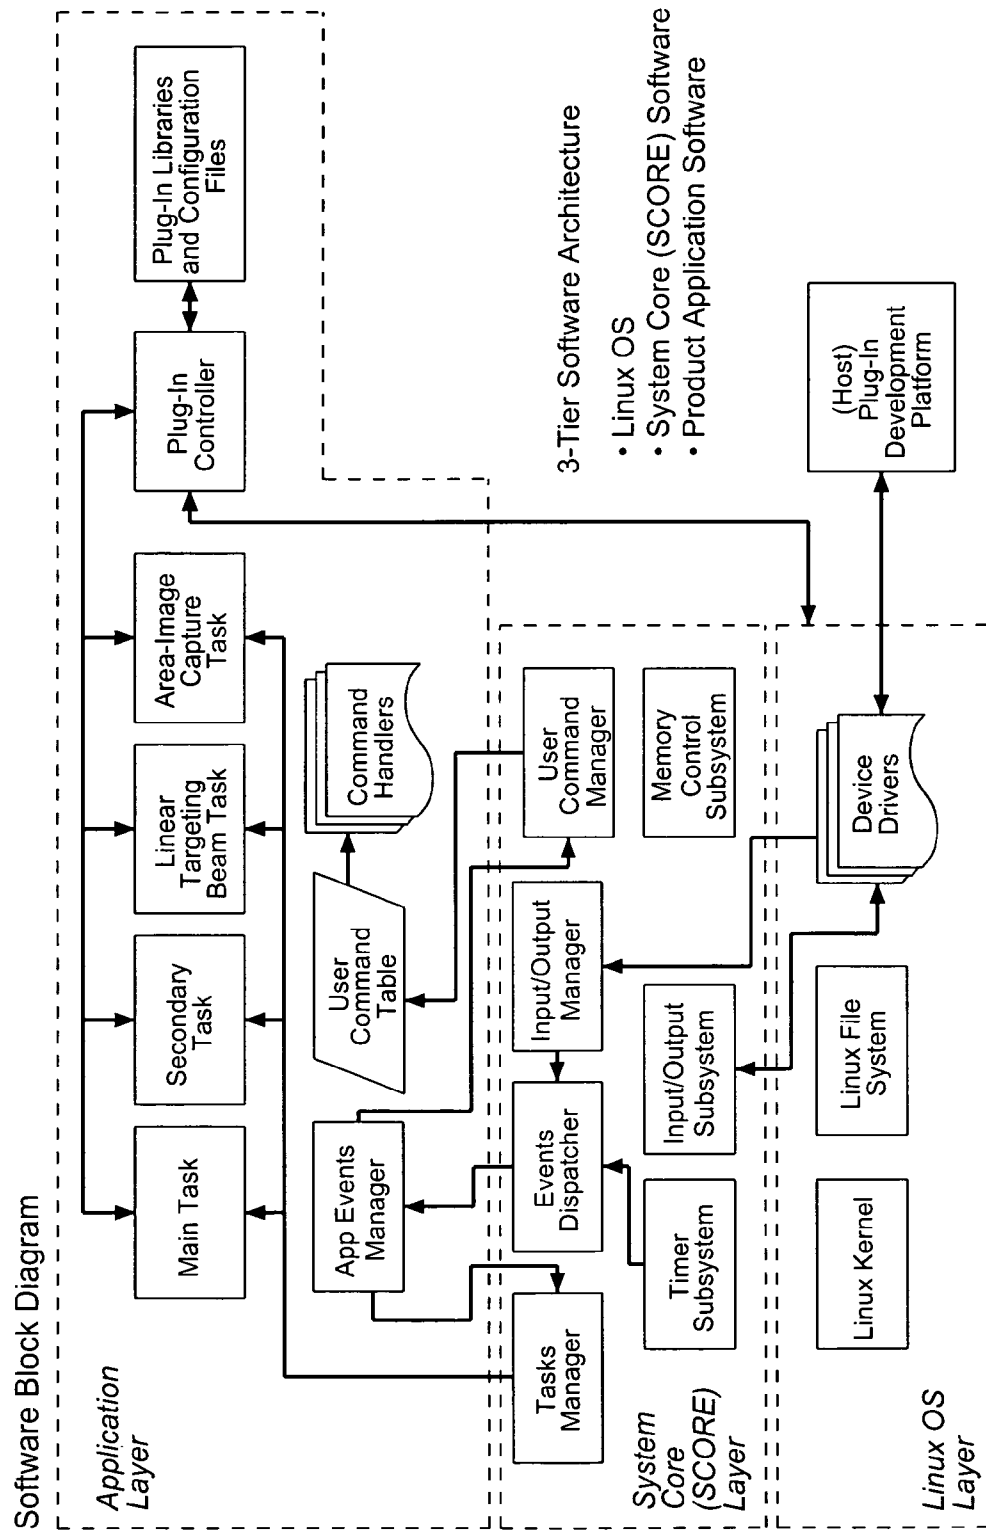 Software Block Diagram
Application
Layer
Main Task
Secondary
Task
Linear
Targeting
Beam Task
Area-Image
Capture
Task
Plug-In
Controller
Plug-In Libraries
and Configuration
Files
App Events
Manager
User
Command
Table
Command
Handlers
3-Tier Software Architecture
• Linux OS
• System Core (SCORE) Software
• Product Application Software
System
Core
(SCORE)
Layer
Tasks
Manager
Events
Dispatcher
Input/Output
Manager
User
Command
Manager
Timer
Subsystem
Input/Output
Subsystem
Memory
Control
Subsystem
Linux OS
Layer
Linux Kernel
Linux File
System
Device
Drivers
(Host)
Plug-In
Development
Platform